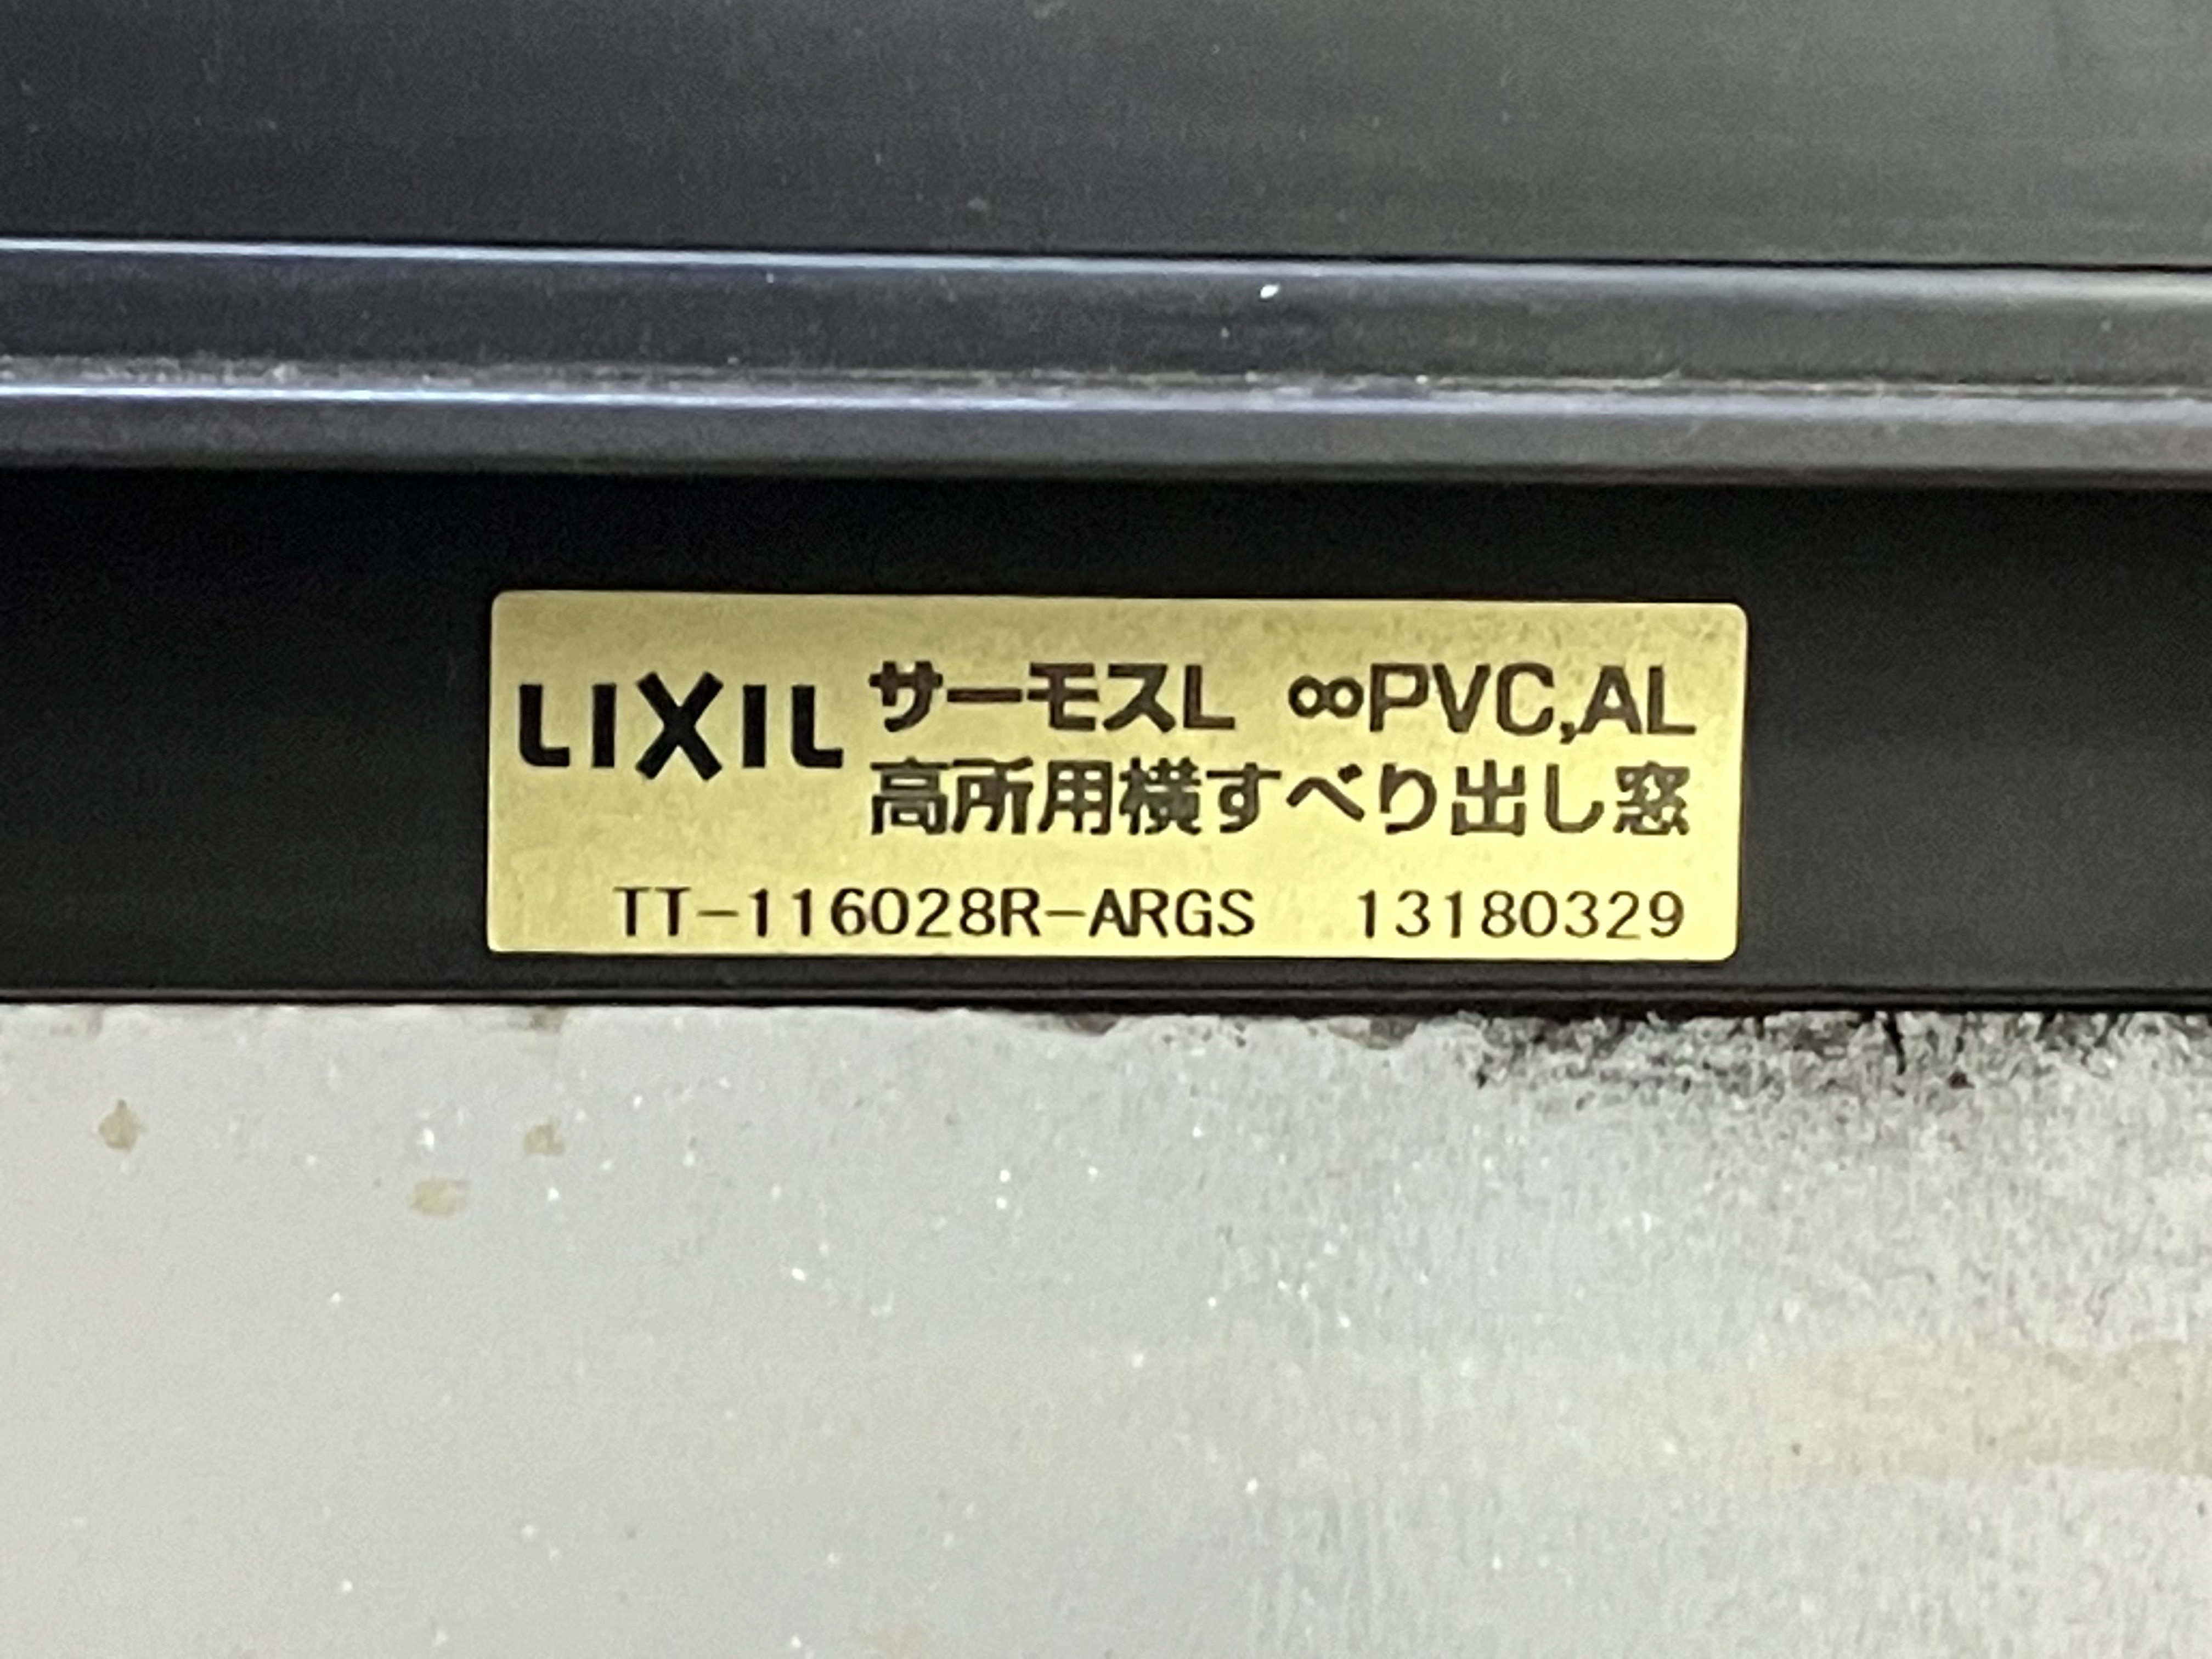 LIXIL サーモスL ∞PVC,AL
高所用横すべり出し窓
TT-116028R-ARGS 13180329